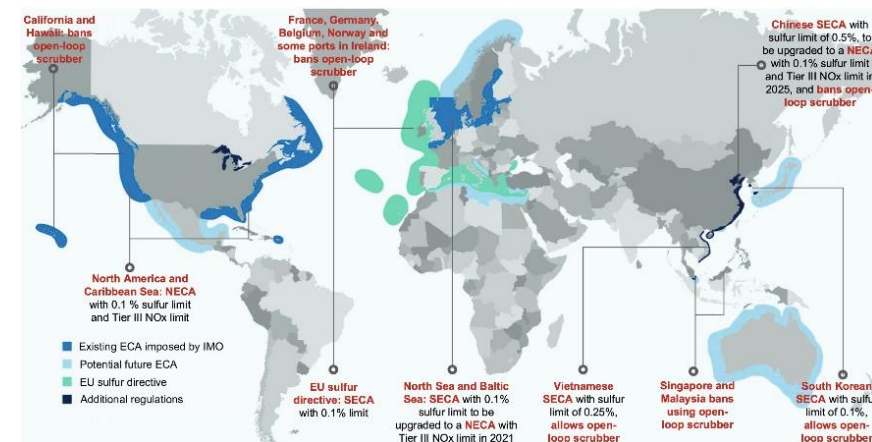 California and
Hawaii: bans
open-loop
scrubber
France, Germany,
Belgium, Norway and
some ports in Ireland:
bans open-loop
scrubber
Chinese SECA with
sulfur limit of 0.5%, to
be upgraded to a NECA
with 0.1% sulfur limit
and Tier III NOx limit in
2025, and bans open-
loop scrubber
North America and
Caribbean Sea: NECA
with 0.1 % sulfur limit
and Tier III NOx limit
Existing ECA imposed by IMO
Potential future ECA
EU sulfur directive
Additional regulations
EU sulfur
directive: SECA
with 0.1% limit
North Sea and Baltic
Sea: SECA with 0.1%
sulfur limit to be
upgraded to a NECA with
Tier III NOx limit in 2021
Vietnamese
SECA with sulfur
limit of 0.25%,
allows open-
loop scrubber
Singapore and
Malaysia bans
using open-
loop scrubber
South Korean
SECA with sulfu
limit of 0.1%,
allows open-
loop scrubber